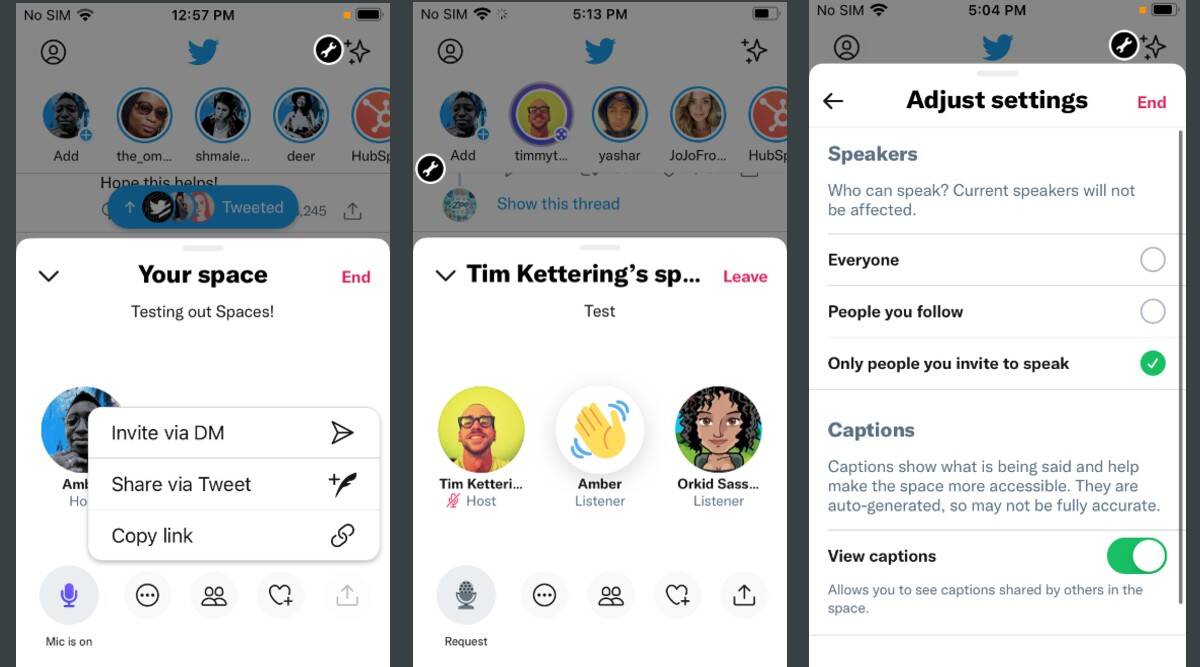 No SIM
12:57 PM
Add
the_om...
shmale...
deer
HubSp
Hope this helps!
Tweeted
,245
Your space
End
Testing out Spaces!
Amb
Ho
Invite via DM
Share via Tweet
Copy link
Mic is on
No SIM
5:13 PM
Add
timmyt...
yashar
JoJoFro...
HubSp
Show this thread
Tim Kettering’s sp...
Leave
Test
Tim Ketteri...
Host
Amber
Listener
Orkid Sass...
Listener
Request
No SIM
5:04 PM
Adjust settings
End
Speakers
Who can speak? Current speakers will not
be affected.
Everyone
People you follow
Only people you invite to speak
Captions
Captions show what is being said and help
make the space more accessible. They are
auto-generated, so may not be fully accurate.
View captions
Allows you to see captions shared by others in the
space.